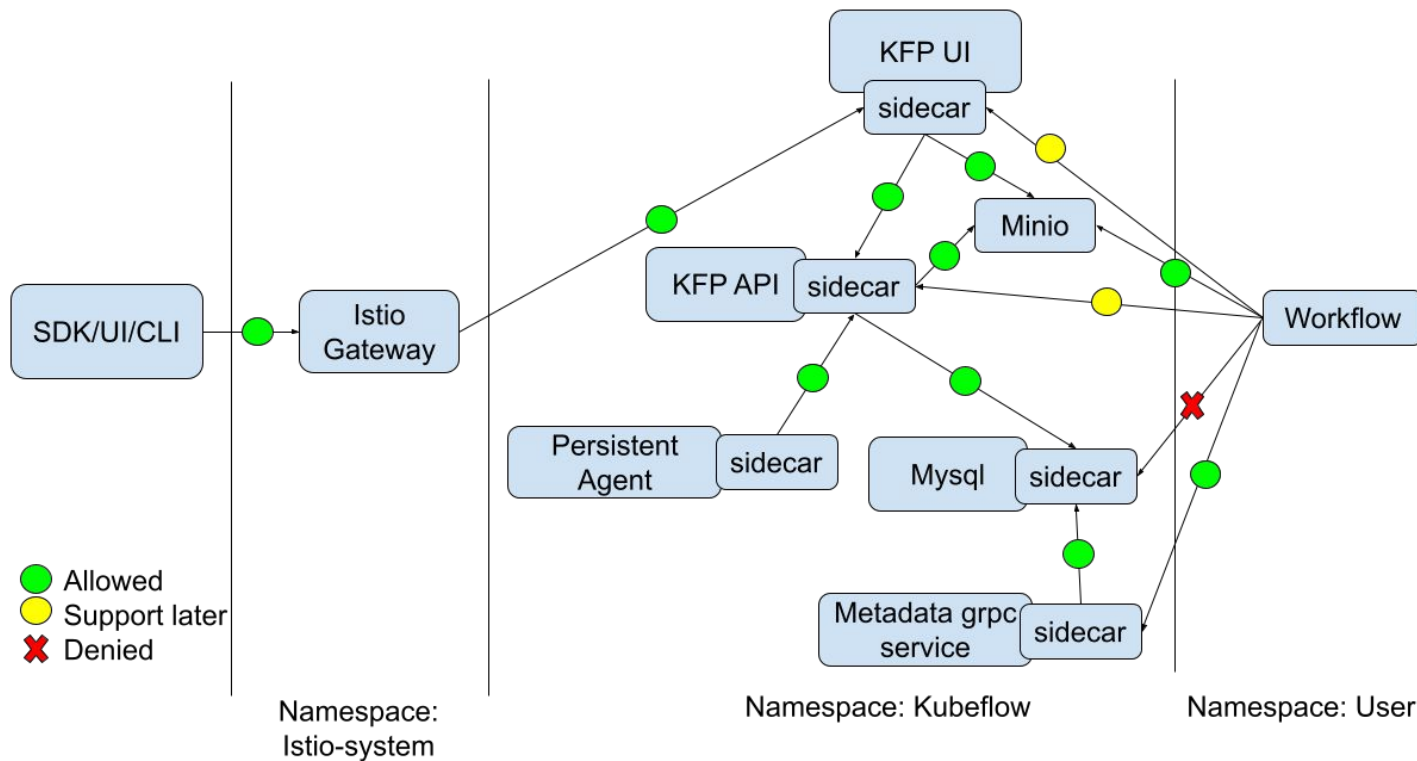 KFP UI
sidecar
Minio
KFP API
sidecar
SDK/UI/CLI
Istio
Gateway
Workflow
Persistent
Agent
sidecar
Mysql
sidecar
Allowed
Support later
Denied
Metadata grpc
service
sidecar
Namespace:
Istio-system
Namespace: Kubeflow
Namespace: User